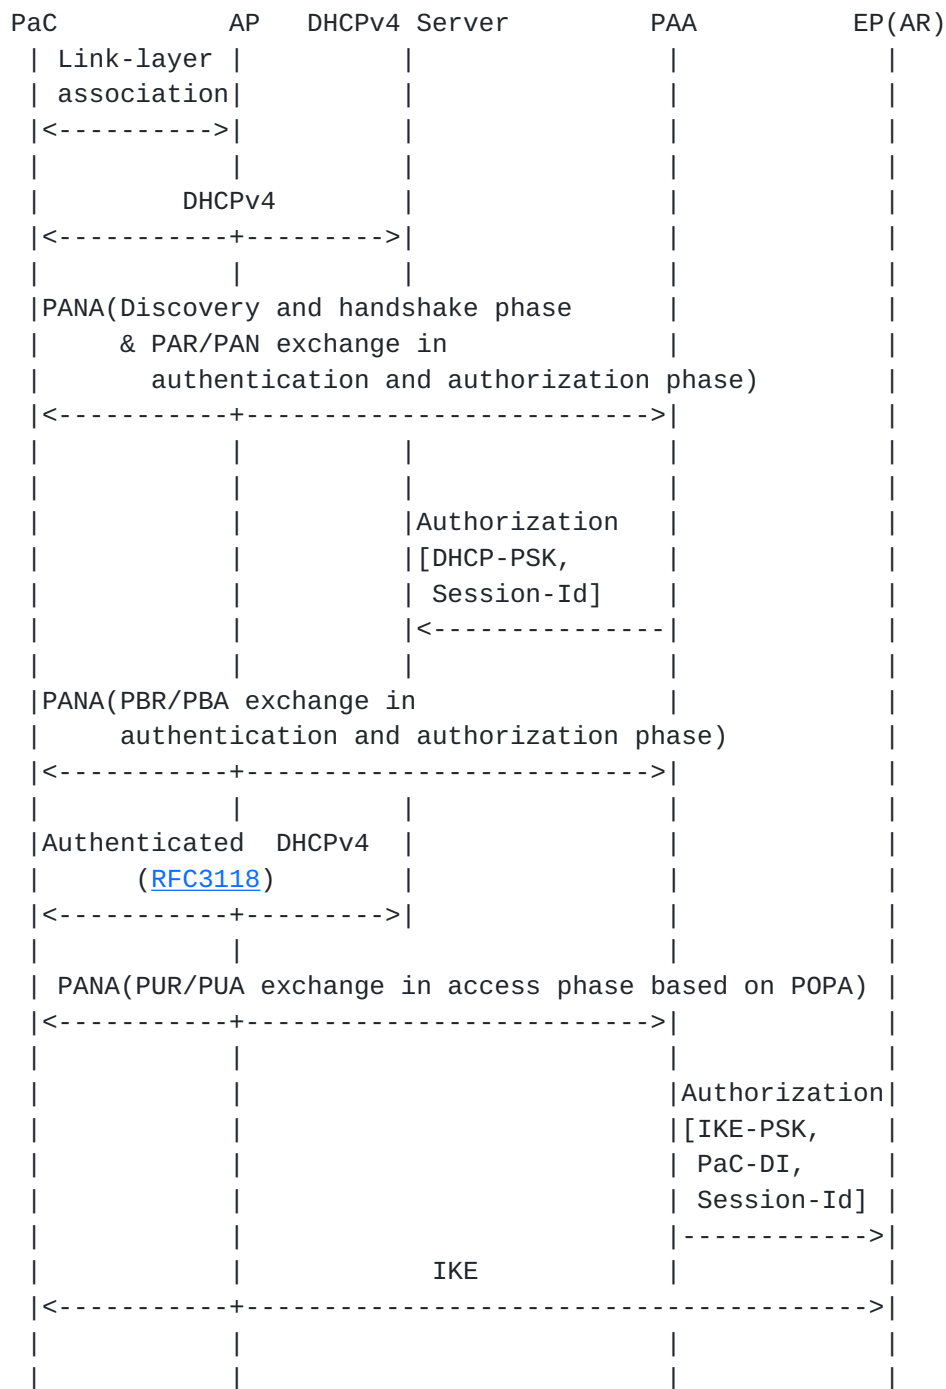 PaC            AP   DHCPv4 Server         PAA          EP(AR)
 | Link-layer |          |                |             |
 | association|          |                |             |
 |<---------->|          |                |             |
 |            |          |                |             |
 |         DHCPv4        |                |             |
 |<-----------+--------->|                |             |
 |            |          |                |             |
 |PANA(Discovery and handshake phase      |             |
 |     & PAR/PAN exchange in              |             |
 |       authentication and authorization phase)        |
 |<-----------+-------------------------->|             |
 |            |          |                |             |
 |            |          |                |             |
 |            |          |Authorization   |             |
 |            |          |[DHCP-PSK,      |             |
 |            |          | Session-Id]    |             |
 |            |          |<---------------|             |
 |            |          |                |             |
 |PANA(PBR/PBA exchange in                |             |
 |     authentication and authorization phase)          |
 |<-----------+-------------------------->|             |
 |            |          |                |             |
 |Authenticated  DHCPv4  |                |             |
 |      (RFC3118)        |                |             |
 |<-----------+--------->|                |             |
 |            |                           |             |
 | PANA(PUR/PUA exchange in access phase based on POPA) |
 |<-----------+-------------------------->|             |
 |            |                           |             |
 |            |                           |Authorization|
 |            |                           |[IKE-PSK,    |
 |            |                           | PaC-DI,     |
 |            |                           | Session-Id] |
 |            |                           |------------>|
 |            |            IKE            |             |
 |<-----------+---------------------------------------->|
 |            |                           |             |
 |            |                           |             |